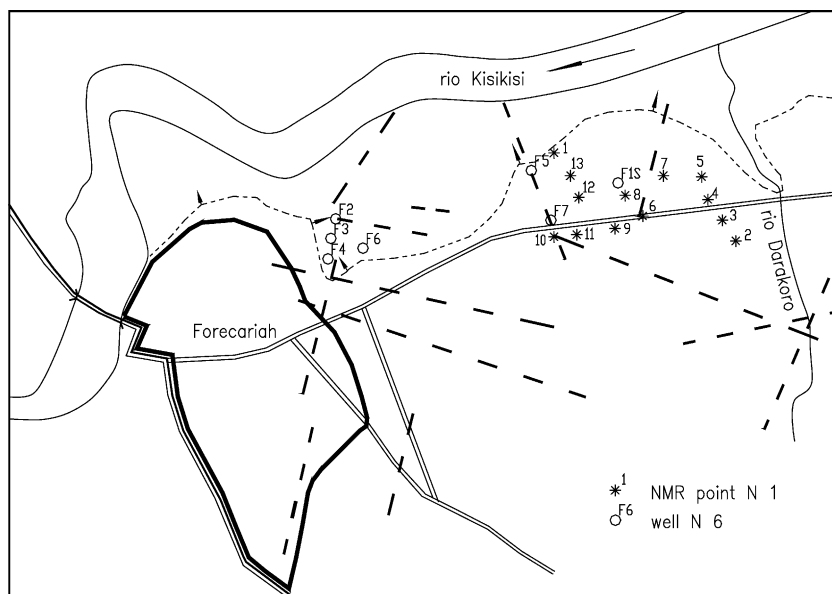 rio Kisikisi
1
F5
13
F1S
7
5
12
8
4
F2
F7
6
3
F3
F6
10
11
9
2
F4
rio Darakoro
Forecariah
1 NMR point N 1
F6 well N 6